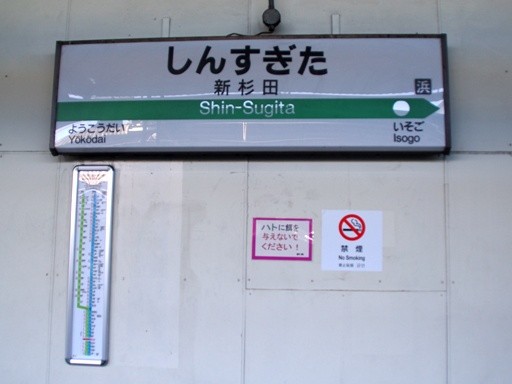 しんすぎた
新杉田
浜
Shin-Sugita
ようこうだい
Yōkōdai
いそご
Isogo
ハトに餌を
与えないで
ください！
禁煙
No Smoking